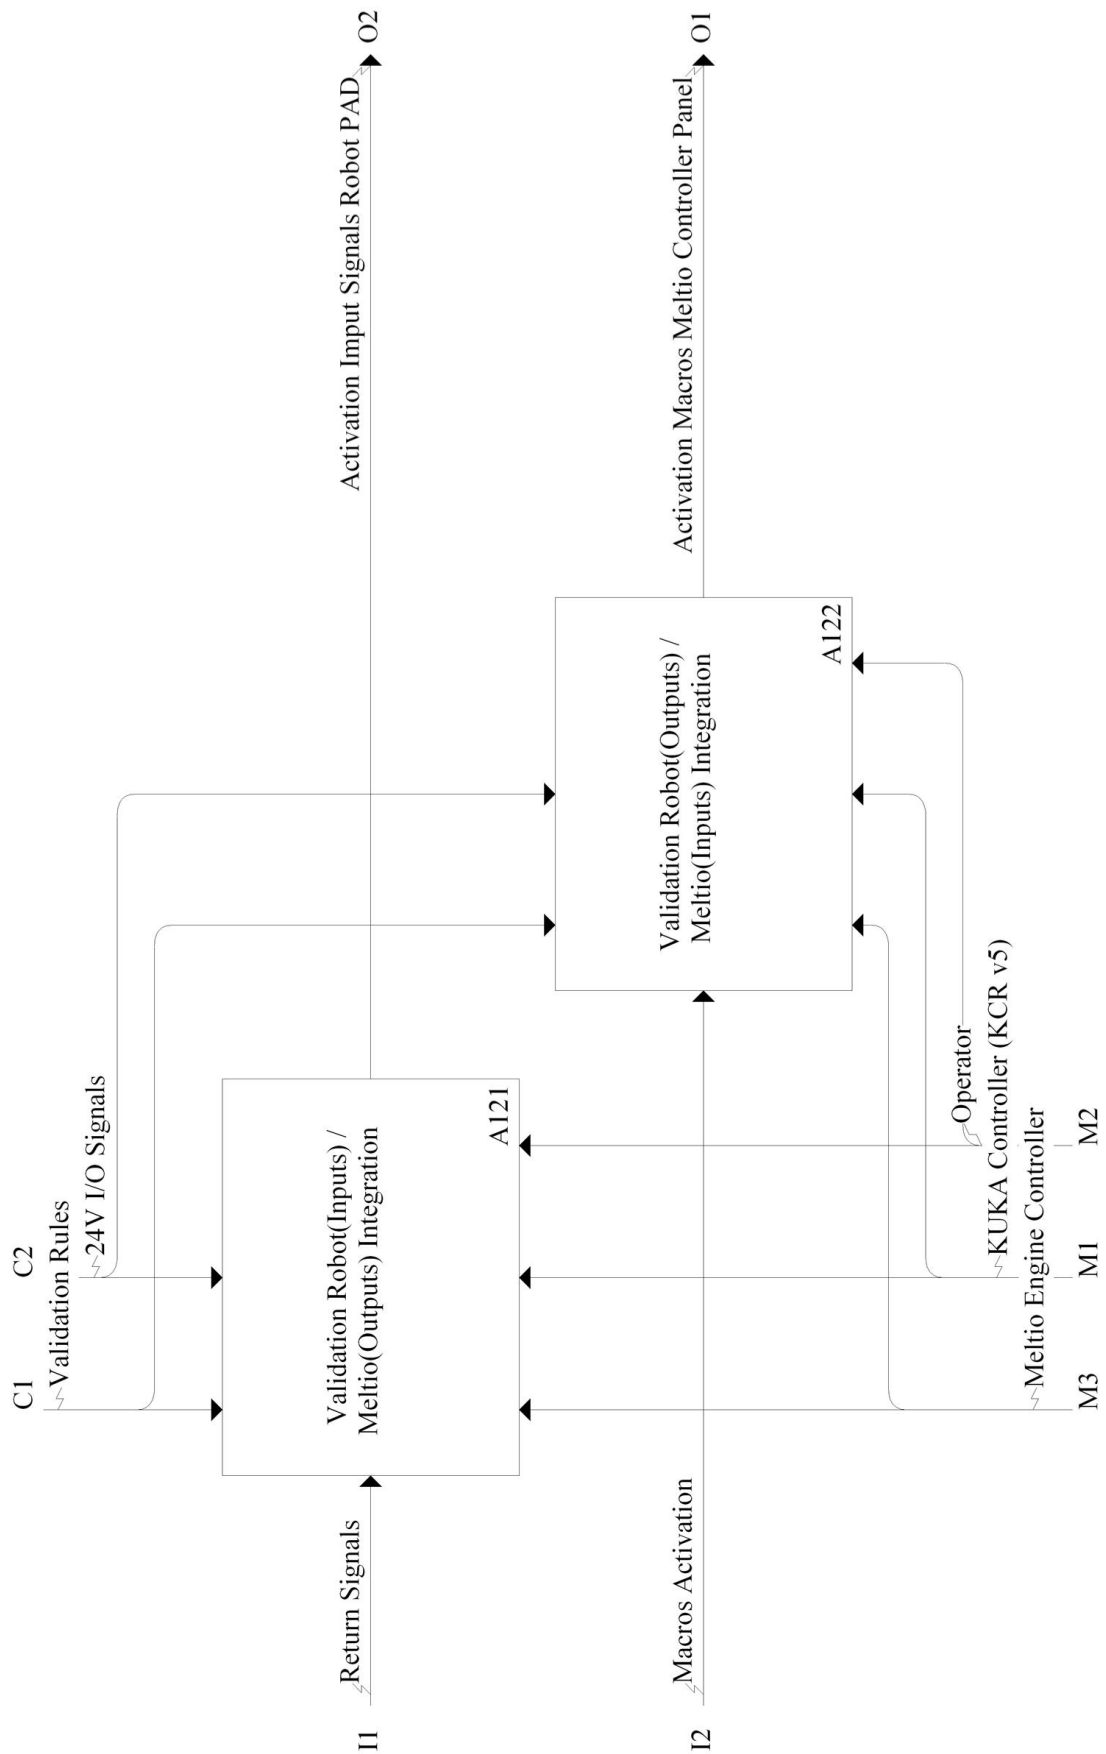 C1
C2
Validation Rules
24V I/O Signals
I1
Return Signals
Validation Robot(Inputs) /
Meltio(Outputs) Integration
A121
Activation Imput Signals Robot PAD
O2
I2
Macros Activation
Validation Robot(Outputs) /
Meltio(Inputs) Integration
A122
Activation Macros Meltio Controller Panel
O1
Operator
KUKA Controller (KCR v5)
Meltio Engine Controller
M3
M1
M2